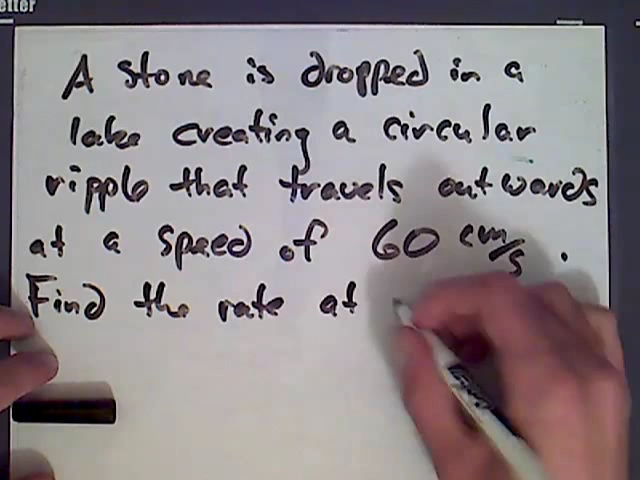 etter
A stone is dropped in a
lake creating a circular
ripple that travels outwards
at a speed of 60 cm/s .
Find the rate at